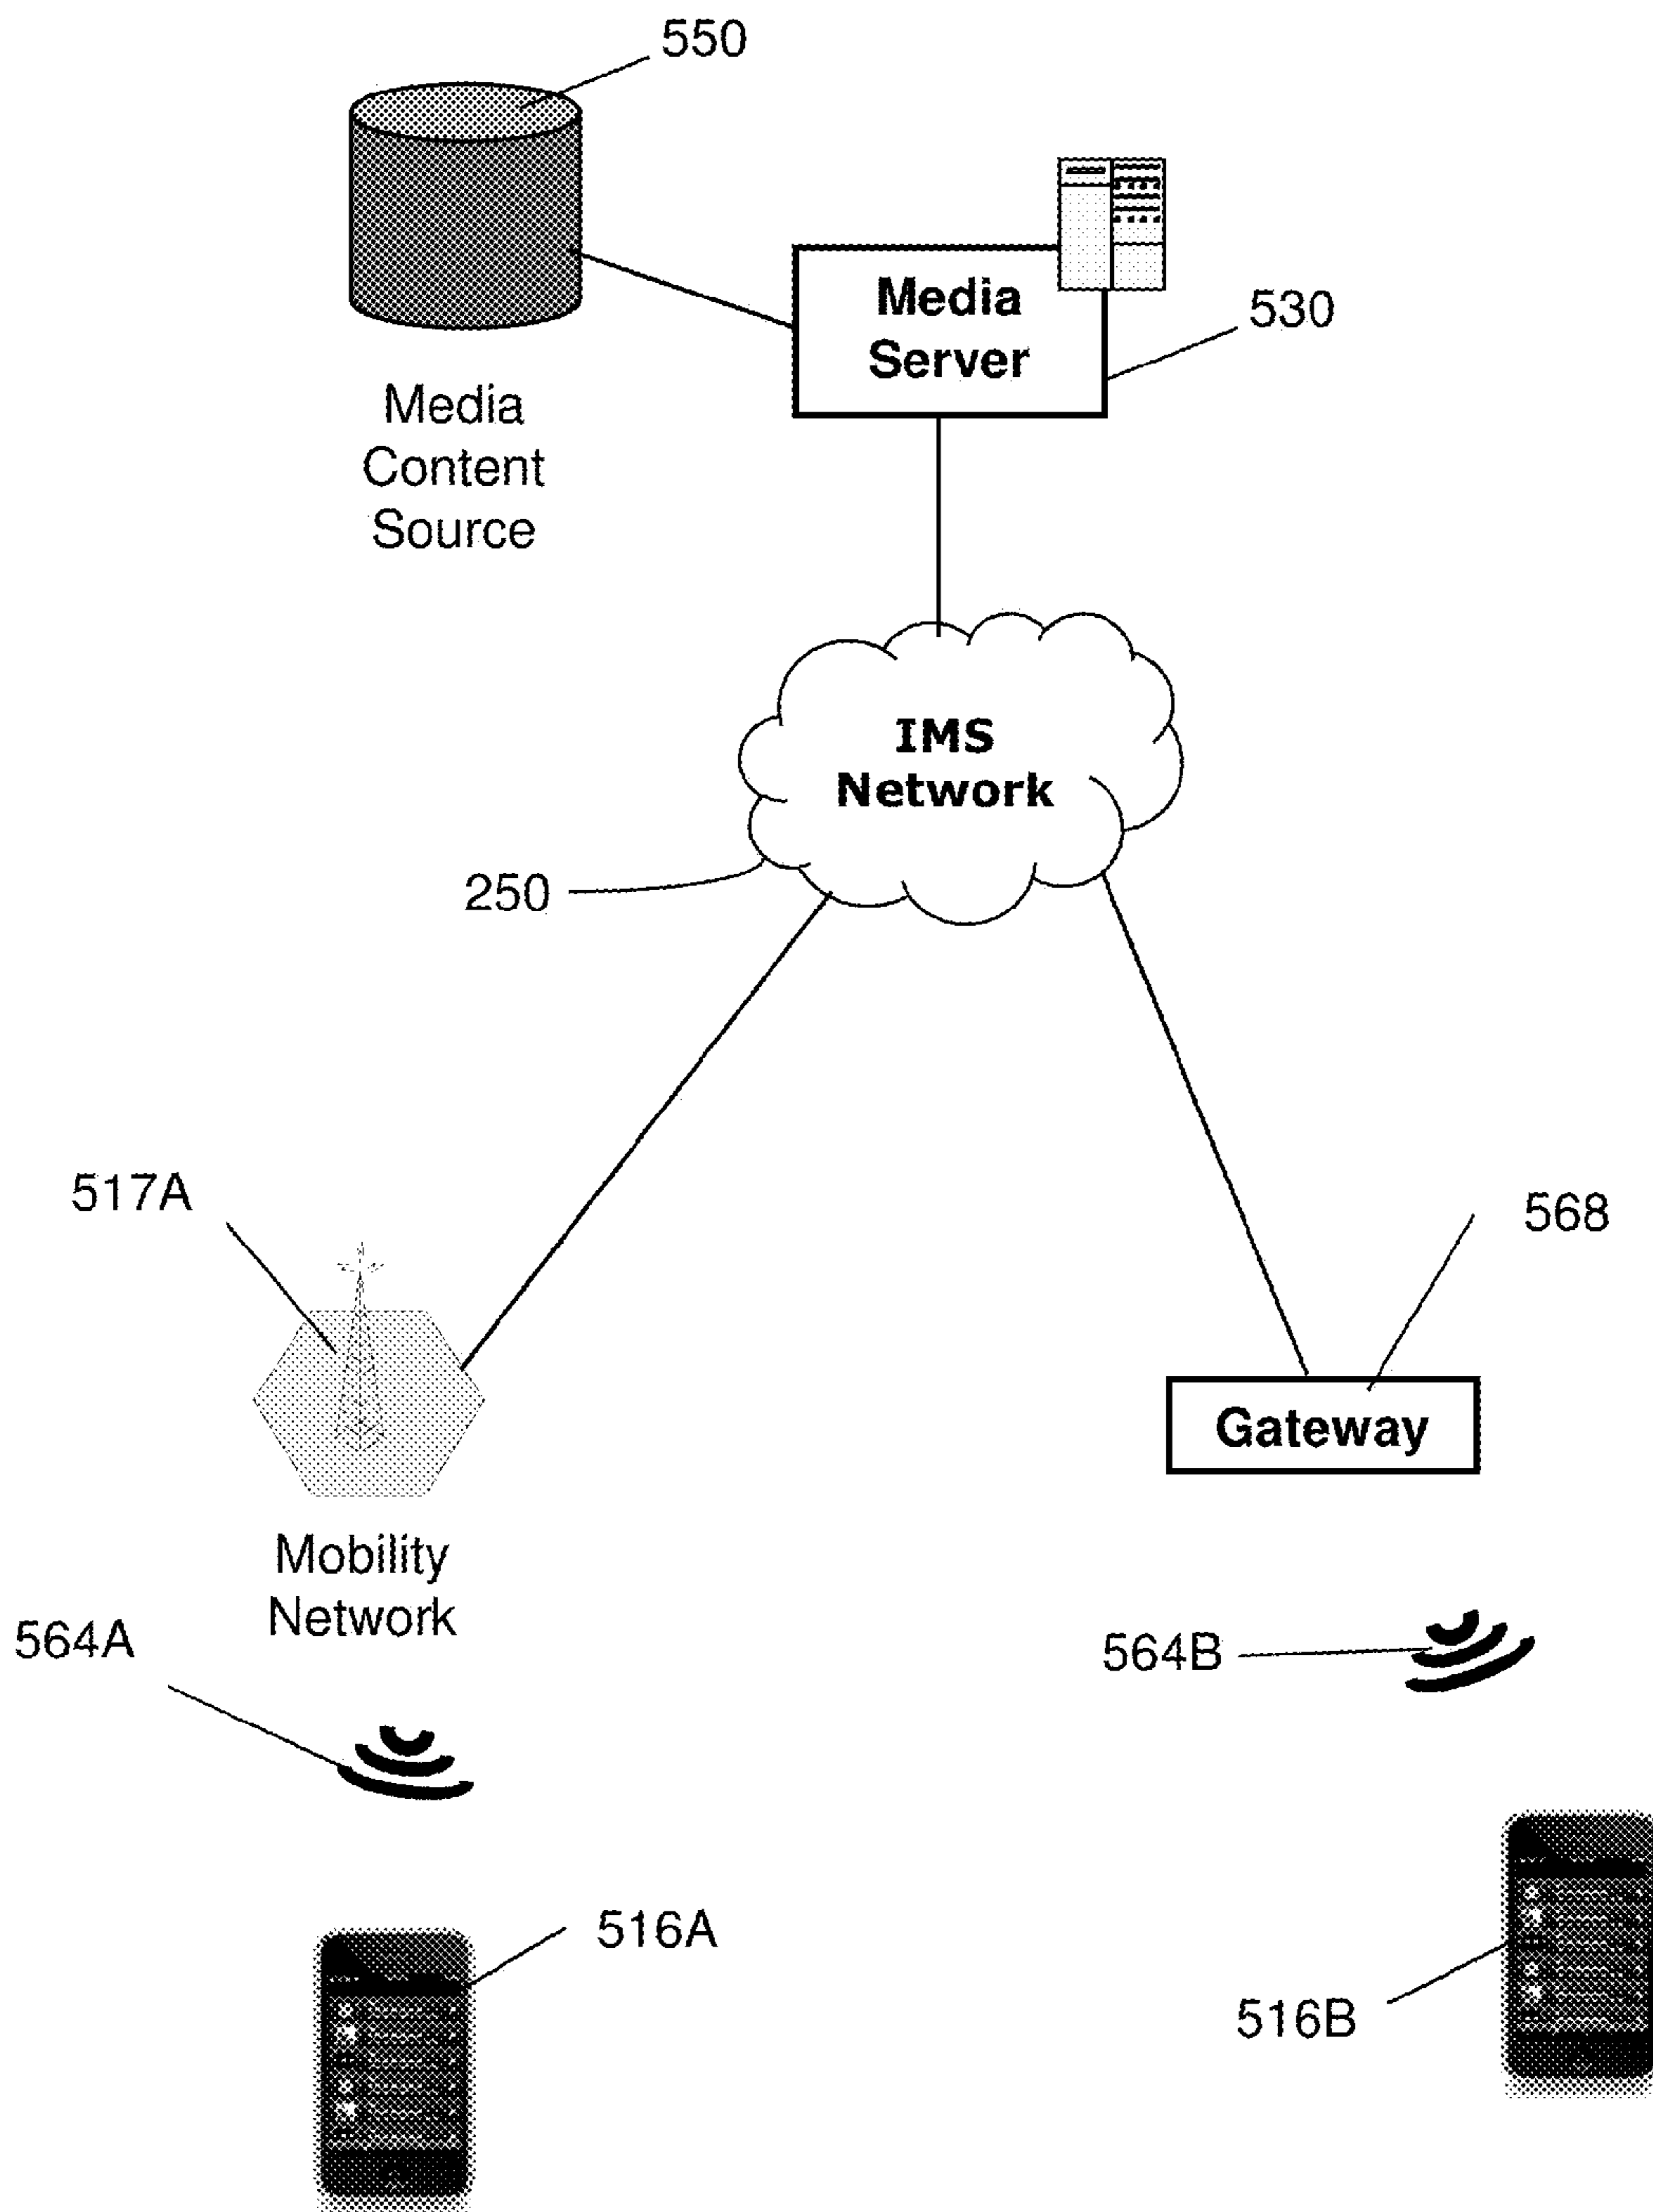 550
Media
Server
530
Media
Content
Source
IMS
Network
250
517A
568
Gateway
Mobility
Network
564A
564B
516A
516B